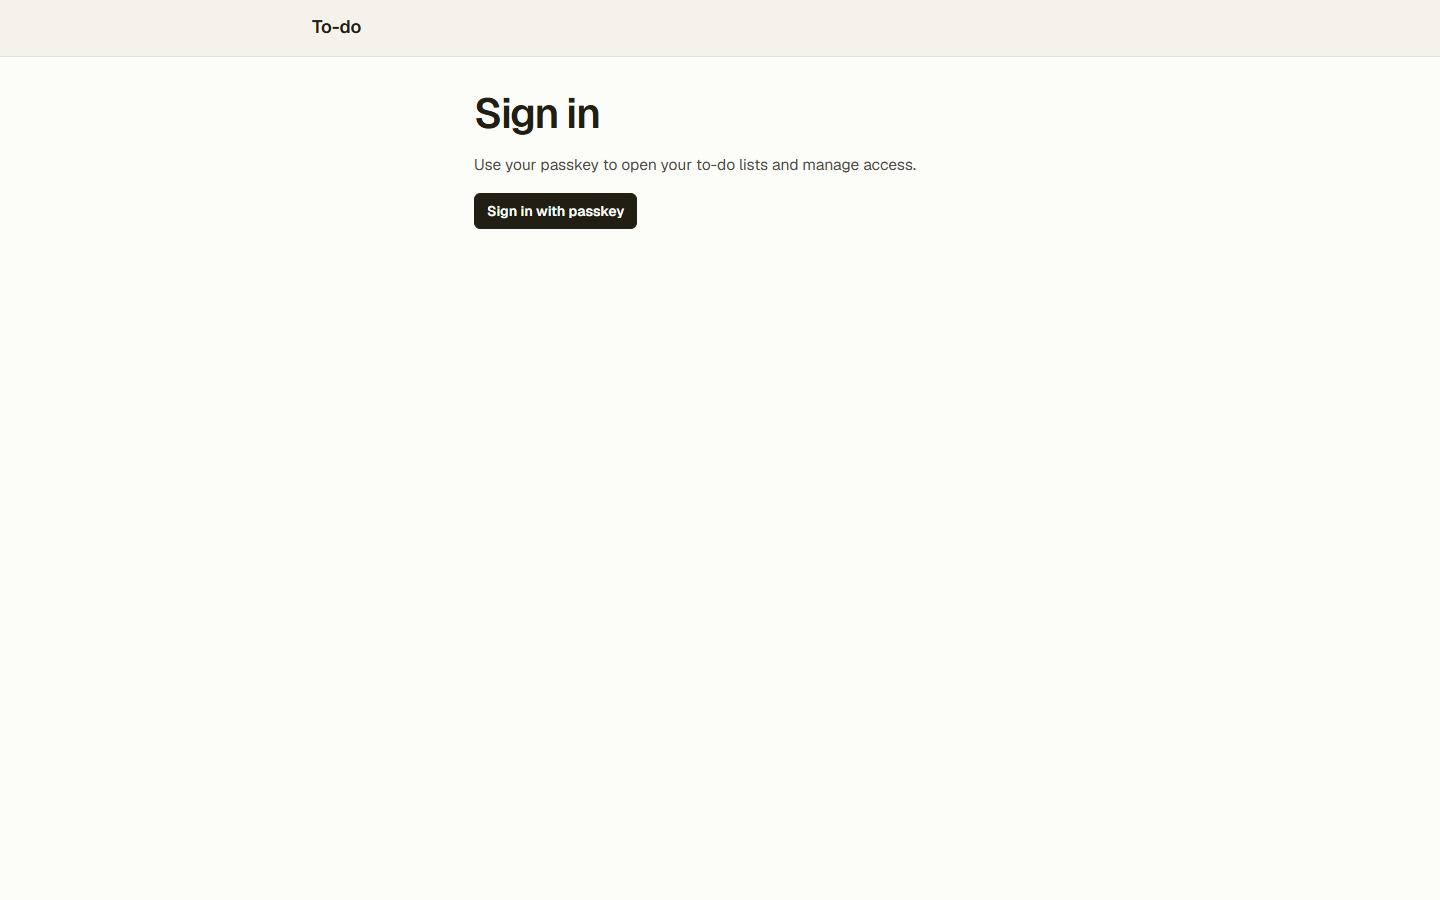 To-do
Sign in
Use your passkey to open your to-do lists and manage access.
Sign in with passkey